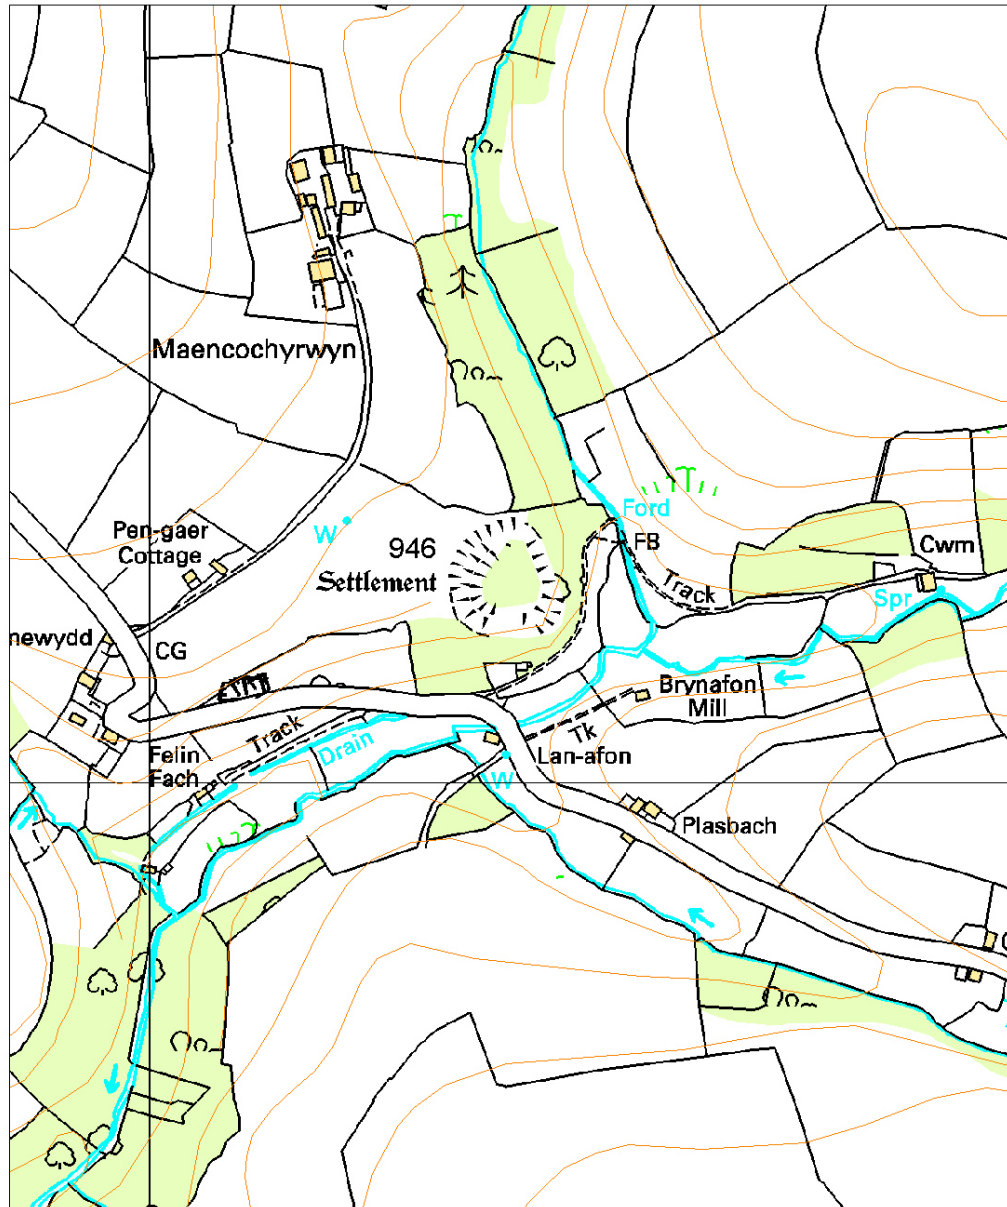 Maencochyrwyn
Pen-gaer
Cottage
W
946
Settlement
Ford
FB
Track
Cwm
Spr
newydd
CG
Brynafon
Mill
Track
Drain
Tk
Felin
Fach
Lan-afon
W
Plasbach